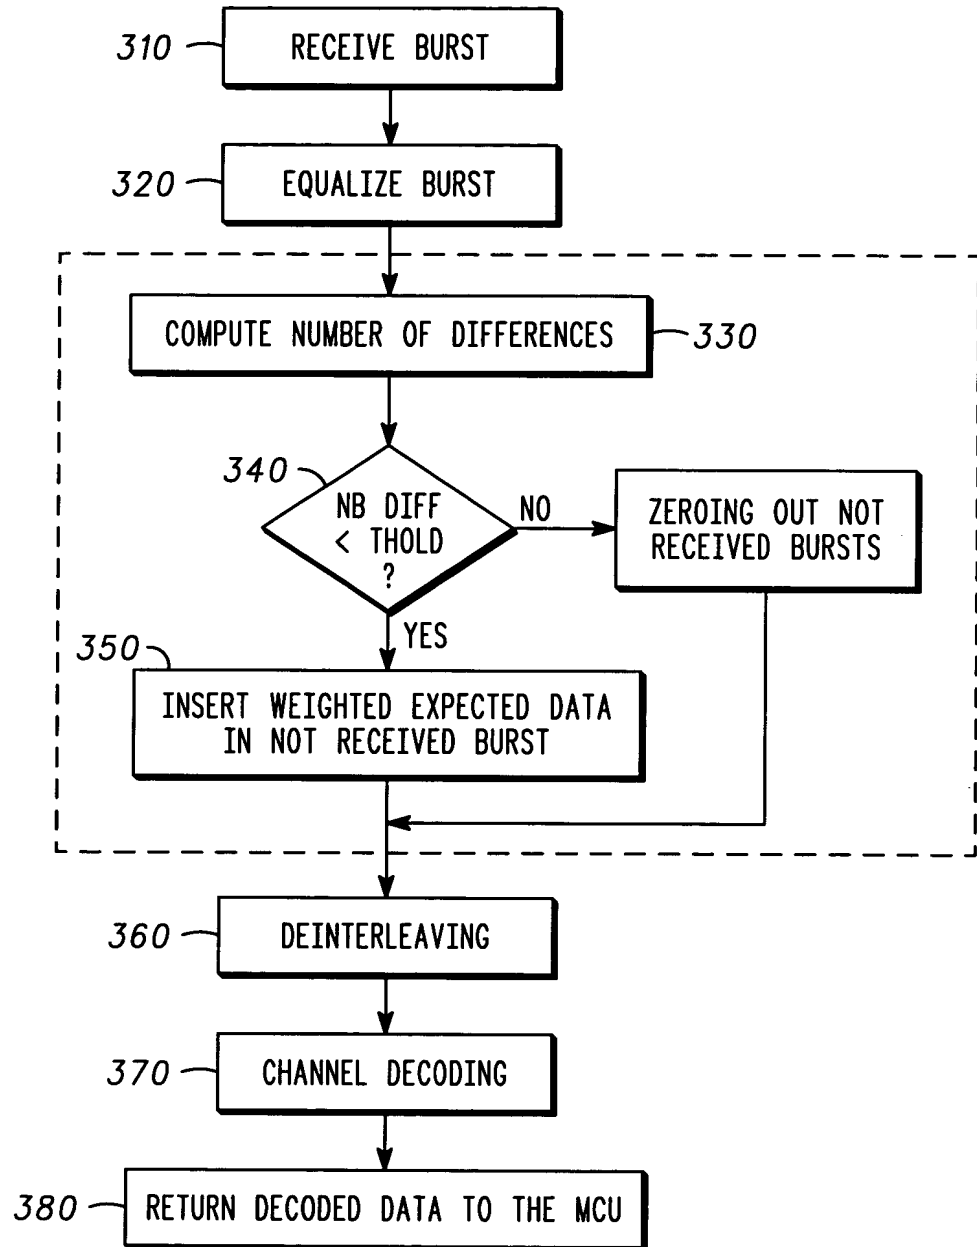 310
RECEIVE BURST
320
EQUALIZE BURST
COMPUTE NUMBER OF DIFFERENCES
330
340
NB DIFF
< THOLD
?
NO
ZEROING OUT NOT
RECEIVED BURSTS
YES
350
INSERT WEIGHTED EXPECTED DATA
IN NOT RECEIVED BURST
360
DEINTERLEAVING
370
CHANNEL DECODING
380
RETURN DECODED DATA TO THE MCU